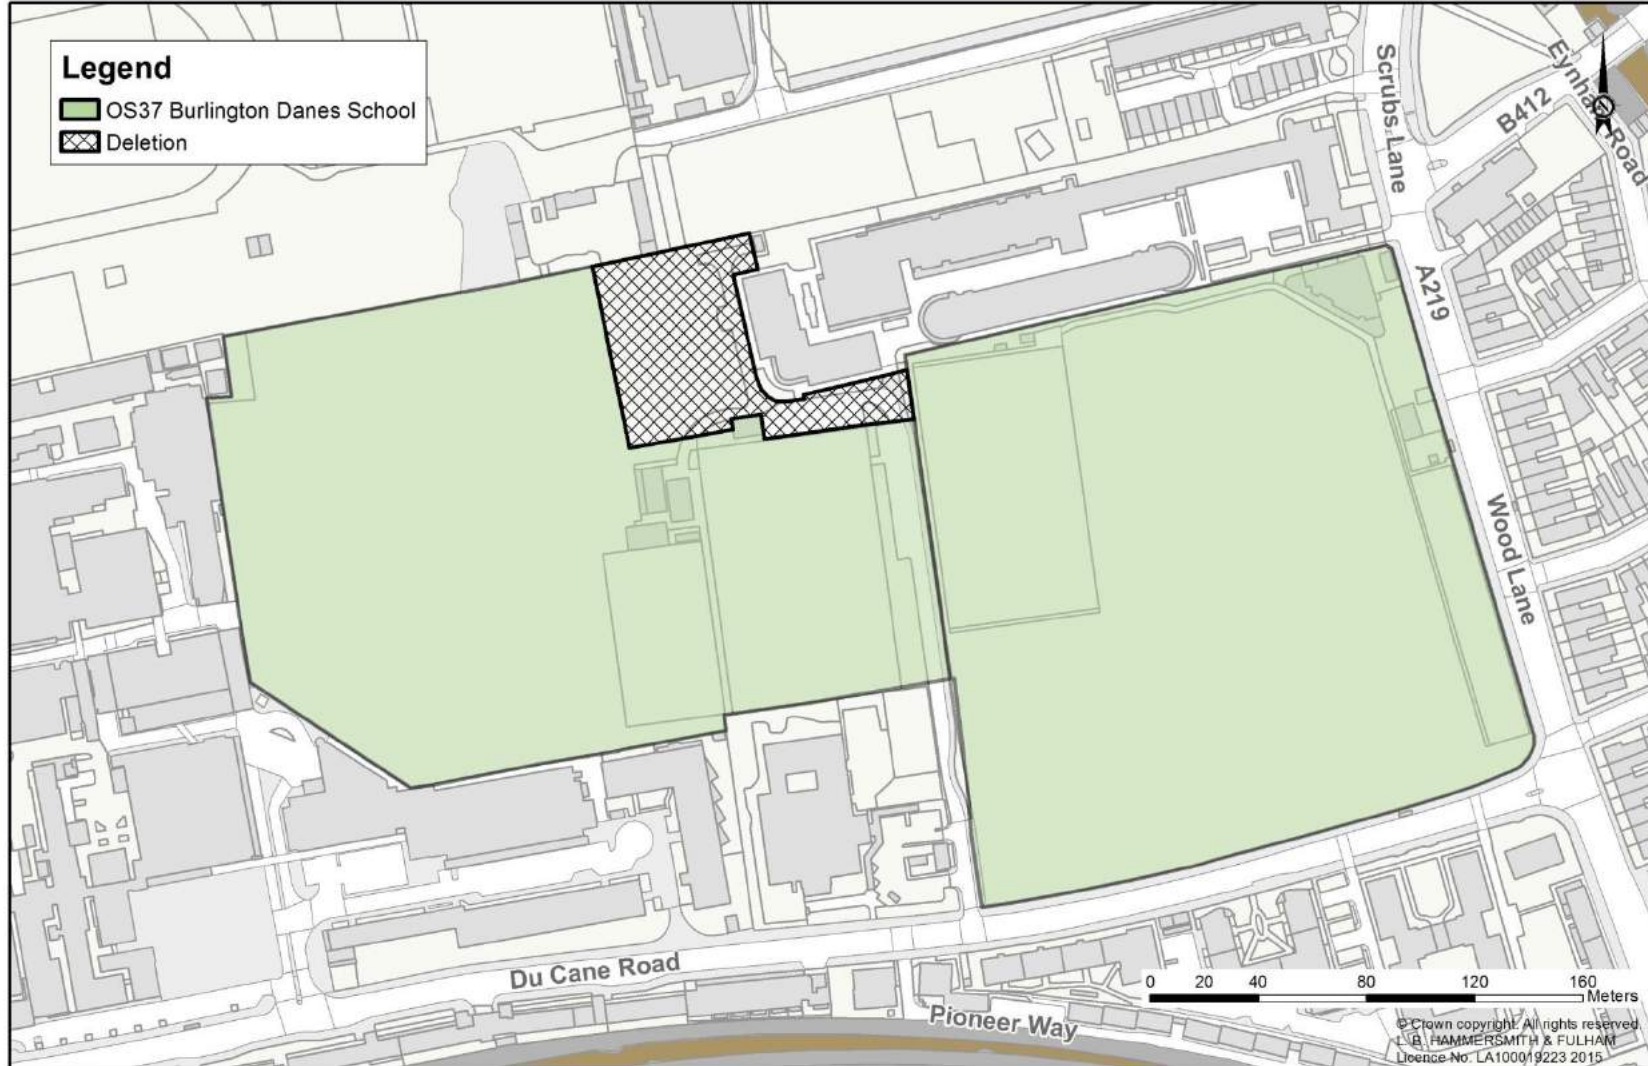 Legend
OS37 Burlington Danes School
Deletion
Scrubs Lane
Eynham Road
B412
A219
Wood Lane
Du Cane Road
Pioneer Way
0 20 40 80 120 160
Meters
© Crown copyright. All rights reserved.
L. B. HAMMERSMITH & FULHAM
Licence No. LA100019223 2015